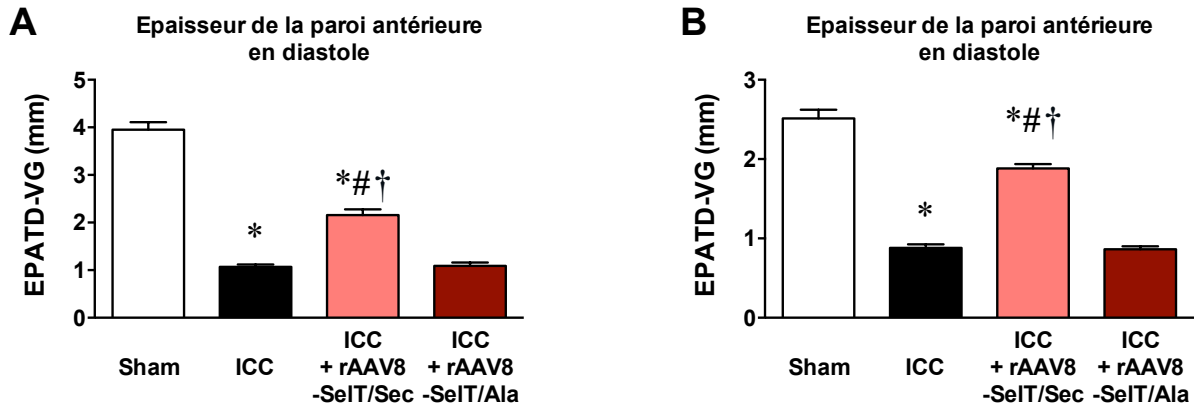 A
Epaisseur de la paroi antérieure
en diastole
EPATD-VG (mm)
5
4
3
2
1
0
*
*#†
Sham
ICC
ICC
+ rAAV8
-SelT/Sec
ICC
+ rAAV8
-SelT/Ala
B
Epaisseur de la paroi antérieure
en diastole
EPATD-VG (mm)
3
2
1
0
*
*#†
Sham
ICC
ICC
+ rAAV8
-SelT/Sec
ICC
+ rAAV8
-SelT/Ala